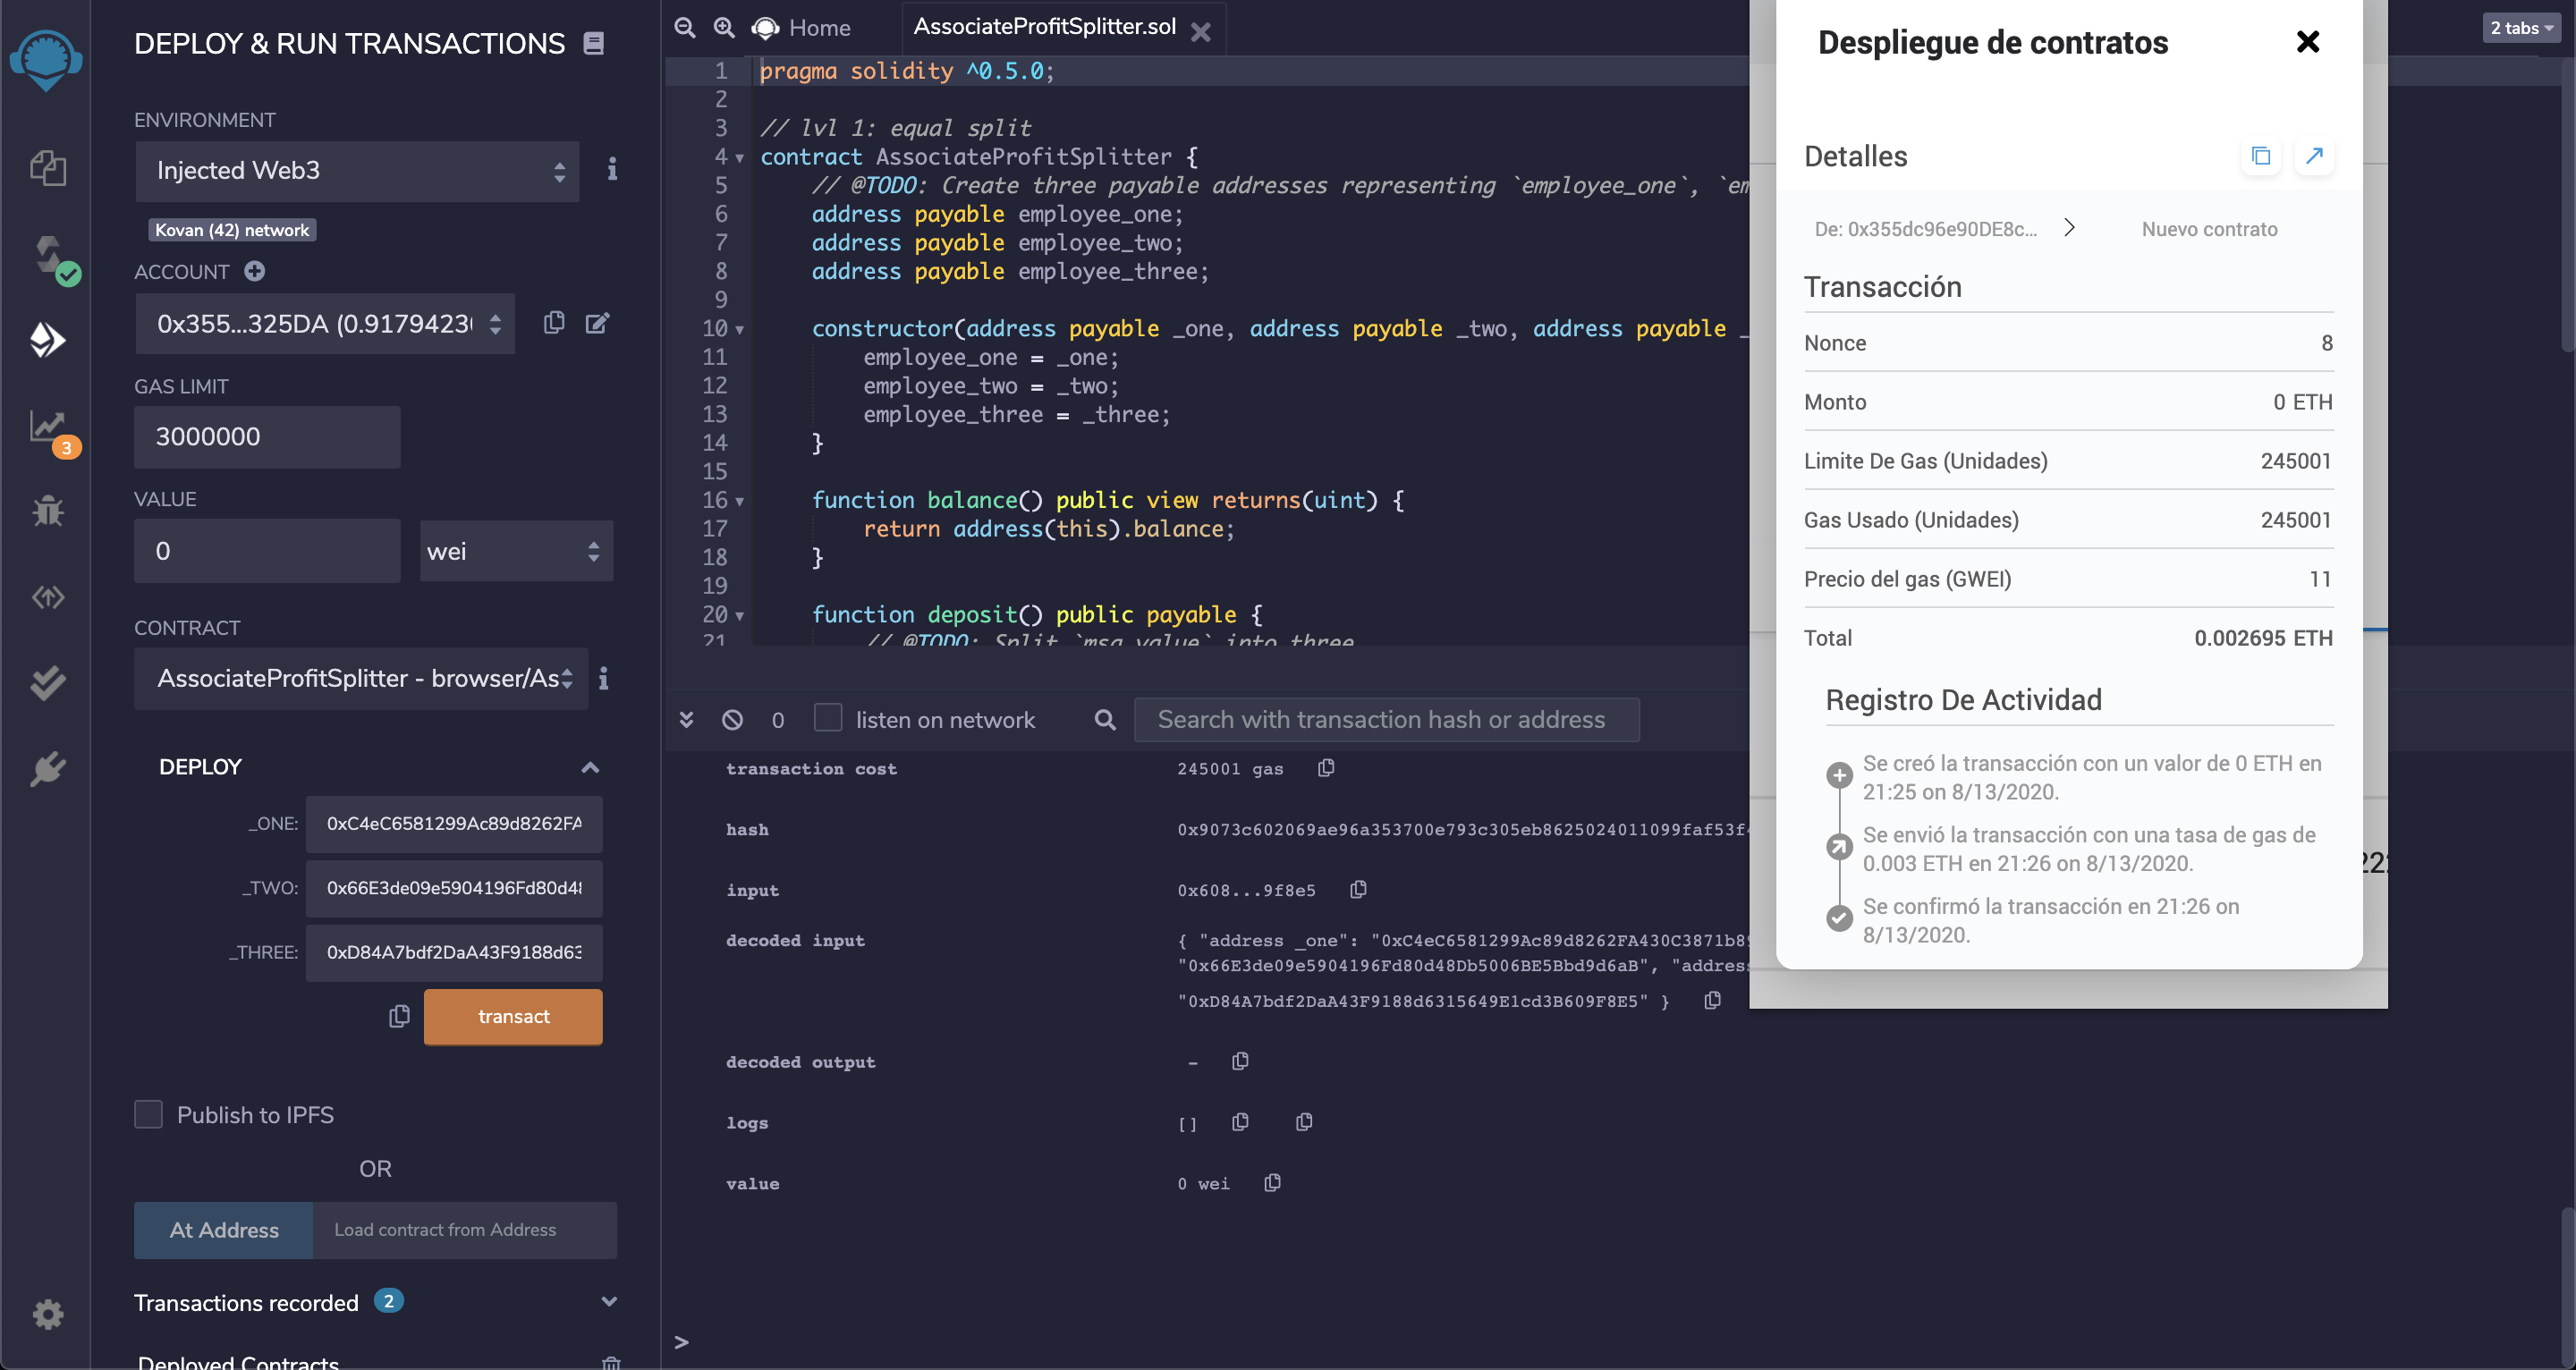 DEPLOY & RUN TRANSACTIONS
ENVIRONMENT
Injected Web3
Kovan (42) network
ACCOUNT
0x355...325DA (0.9179423
GAS LIMIT
3000000
VALUE
0
wei
CONTRACT
AssociateProfitSplitter - browser/As
DEPLOY
_ONE: 0xC4eC6581299Ac89d8262FA
_TWO: 0x66E3de09e5904196Fd80d48
_THREE: 0xD84A7bdf2DaA43F9188d63
transact
Publish to IPFS
OR
At Address
Load contract from Address
Transactions recorded 2
Deployed Contracts
3
Home
AssociateProfitSplitter.sol
2 tabs
1 pragma solidity ^0.5.0;
2
3 // lvl 1: equal split
4 contract AssociateProfitSplitter {
5 // @TODO: Create three payable addresses representing `employee_one`, `em
6 address payable employee_one;
7 address payable employee_two;
8 address payable employee_three;
9
10 constructor(address payable _one, address payable _two, address payable _
11 employee_one = _one;
12 employee_two = _two;
13 employee_three = _three;
14 }
15
16 function balance() public view returns(uint) {
17 return address(this).balance;
18 }
19
20 function deposit() public payable {
21 // @TODO: Split `msg.value` into three
0
listen on network
Search with transaction hash or address
transaction cost 245001 gas
hash 0x9073c602069ae96a353700e793c305eb8625024011099faf53f
input 0x608...9f8e5
decoded input { "address _one": "0xC4eC6581299Ac89d8262FA430C3871b8
"0x66E3de09e5904196Fd80d48Db5006BE5Bbd9d6aB", "address
"0xD84A7bdf2DaA43F9188d6315649E1cd3B609F8E5" }
decoded output -
logs []
value 0 wei
>
Despliegue de contratos
Detalles
De: 0x355dc96e90DE8c... > Nuevo contrato
Transacción
Nonce 8
Monto 0 ETH
Limite De Gas (Unidades) 245001
Gas Usado (Unidades) 245001
Precio del gas (GWEI) 11
Total 0.002695 ETH
Registro De Actividad
Se creó la transacción con un valor de 0 ETH en
21:25 on 8/13/2020.
Se envió la transacción con una tasa de gas de
0.003 ETH en 21:26 on 8/13/2020.
Se confirmó la transacción en 21:26 on
8/13/2020.